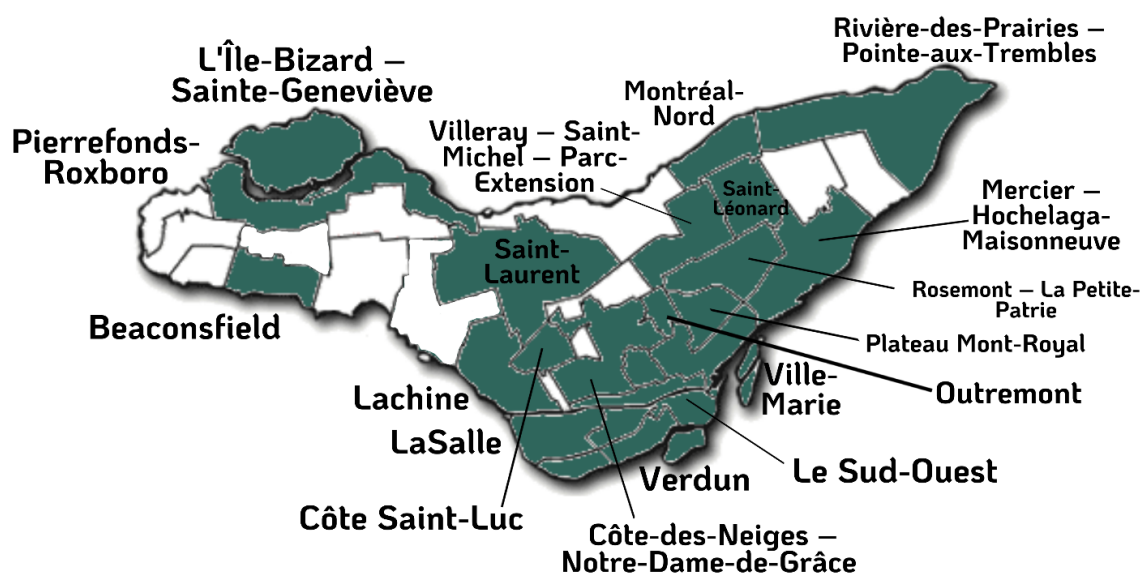 Rivière-des-Prairies –
Pointe-aux-Trembles
L'Île-Bizard –
Sainte-Geneviève
Montréal-
Nord
Pierrefonds-
Roxboro
Villeray – Saint-
Michel – Parc-
Extension
Saint-
Léonard
Mercier –
Hochelaga-
Maisonneuve
Saint-
Laurent
Rosemont – La Petite-
Patrie
Beaconsfield
Plateau Mont-Royal
Ville-
Marie
Outremont
Lachine
LaSalle
Verdun
Le Sud-Ouest
Côte Saint-Luc
Côte-des-Neiges –
Notre-Dame-de-Grâce